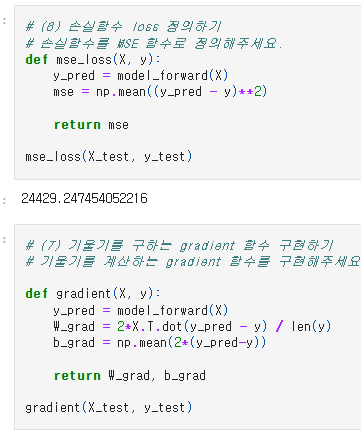 # (6) 손실함수 loss 정의하기
# 손실함수를 MSE 함수로 정의해주세요.
def mse_loss(X, y):
    y_pred = model_forward(X)
    mse = np.mean((y_pred - y)**2)
    return mse
mse_loss(X_test, y_test)
24429.247454052216
# (7) 기울기를 구하는 gradient 함수 구현하기
# 기울기를 계산하는 gradient 함수를 구현해주세요
def gradient(X, y):
    y_pred = model_forward(X)
    W_grad = 2*X.T.dot(y_pred - y) / len(y)
    b_grad = np.mean(2*(y_pred-y))
    return W_grad, b_grad
gradient(X_test, y_test)